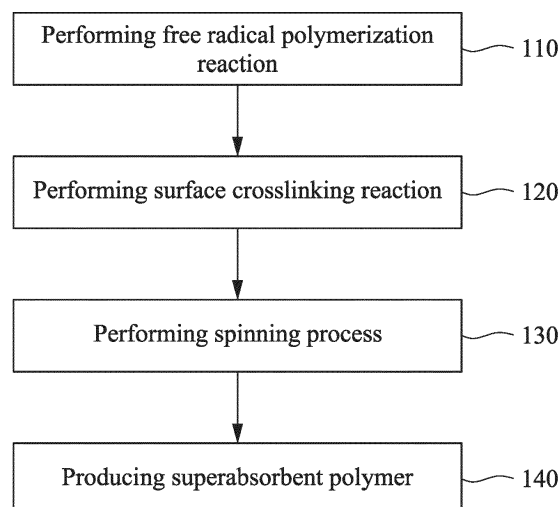 Performing free radical polymerization
reaction
110
Performing surface crosslinking reaction
120
Performing spinning process
130
Producing superabsorbent polymer
140